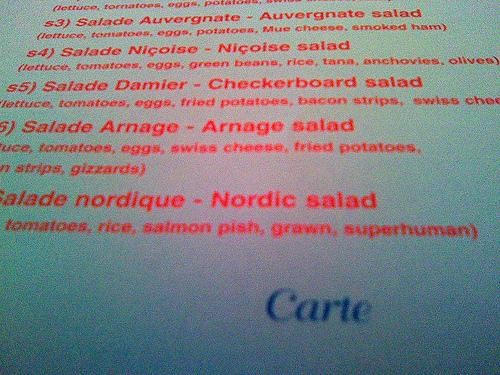 (lettuce, tomatoes, eggs, potatoes, swiss
s3) Salade Auvergnate - Auvergnate salad
(lettuce, tomatoes, eggs, potatoes, Mue cheese, smoked ham)
s4) Salade Niçoise - Niçoise salad
(lettuce, tomatoes, eggs, green beans, rice, tana, anchovies, olives)
s5) Salade Damier - Checkerboard salad
lettuce, tomatoes, eggs, fried potatoes, bacon strips, swiss che
6) Salade Arnage - Arnage salad
uce, tomatoes, eggs, swiss cheese, fried potatoes,
n strips, gizzards)
Salade nordique - Nordic salad
tomatoes, rice, salmon pish, grawn, superhuman)
Carte